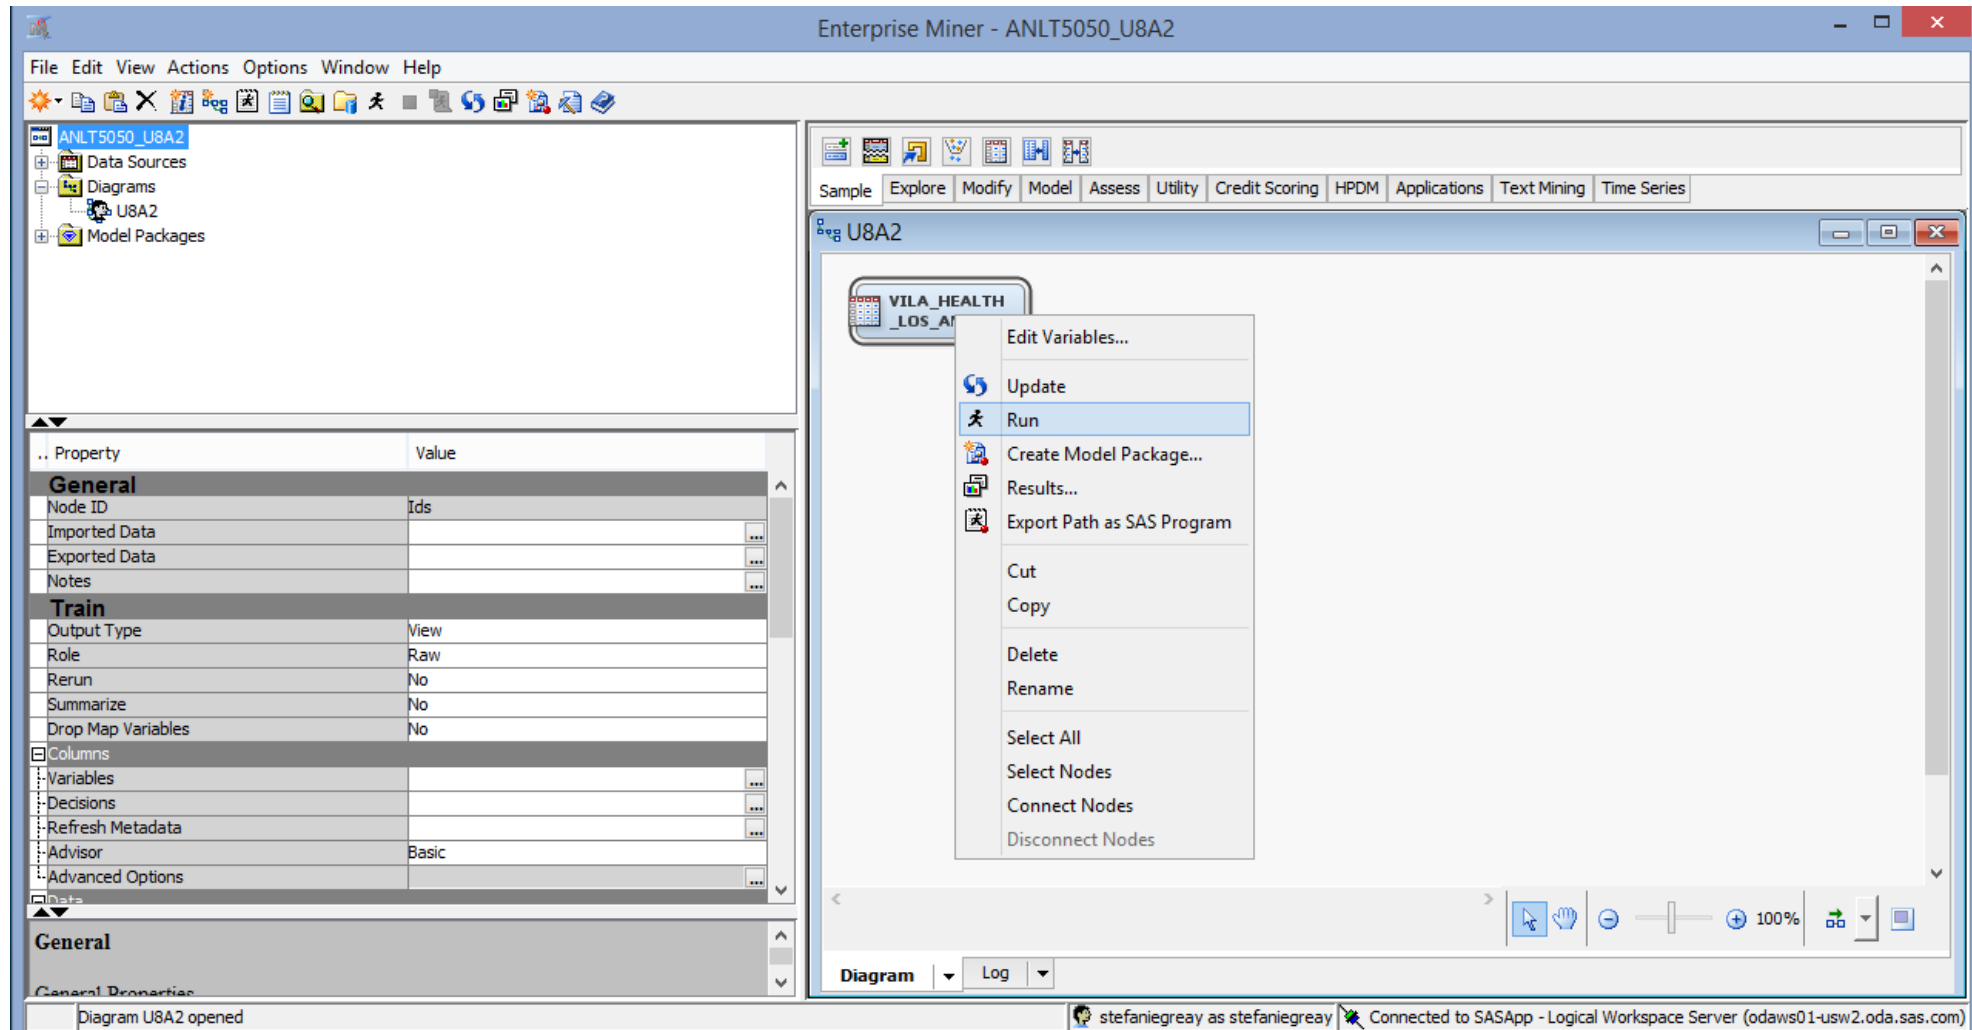 Enterprise Miner - ANLT5050_U8A2
File Edit View Actions Options Window Help
ANLT5050_U8A2
Data Sources
Diagrams
U8A2
Model Packages
.. Property Value
General
Node ID Ids
Imported Data ...
Exported Data ...
Notes ...
Train
Output Type View
Role Raw
Rerun No
Summarize No
Drop Map Variables No
Columns
Variables ...
Decisions ...
Refresh Metadata ...
Advisor Basic
Advanced Options ...
Data
General
General Properties
Sample Explore Modify Model Assess Utility Credit Scoring HPDM Applications Text Mining Time Series
U8A2
VILA_HEALTH
_LOS_A
Edit Variables...
Update
Run
Create Model Package...
Results...
Export Path as SAS Program
Cut
Copy
Delete
Rename
Select All
Select Nodes
Connect Nodes
Disconnect Nodes
100%
Diagram Log
Diagram U8A2 opened
stefaniegreay as stefaniegreay Connected to SASApp - Logical Workspace Server (odaws01-usw2.oda.sas.com)